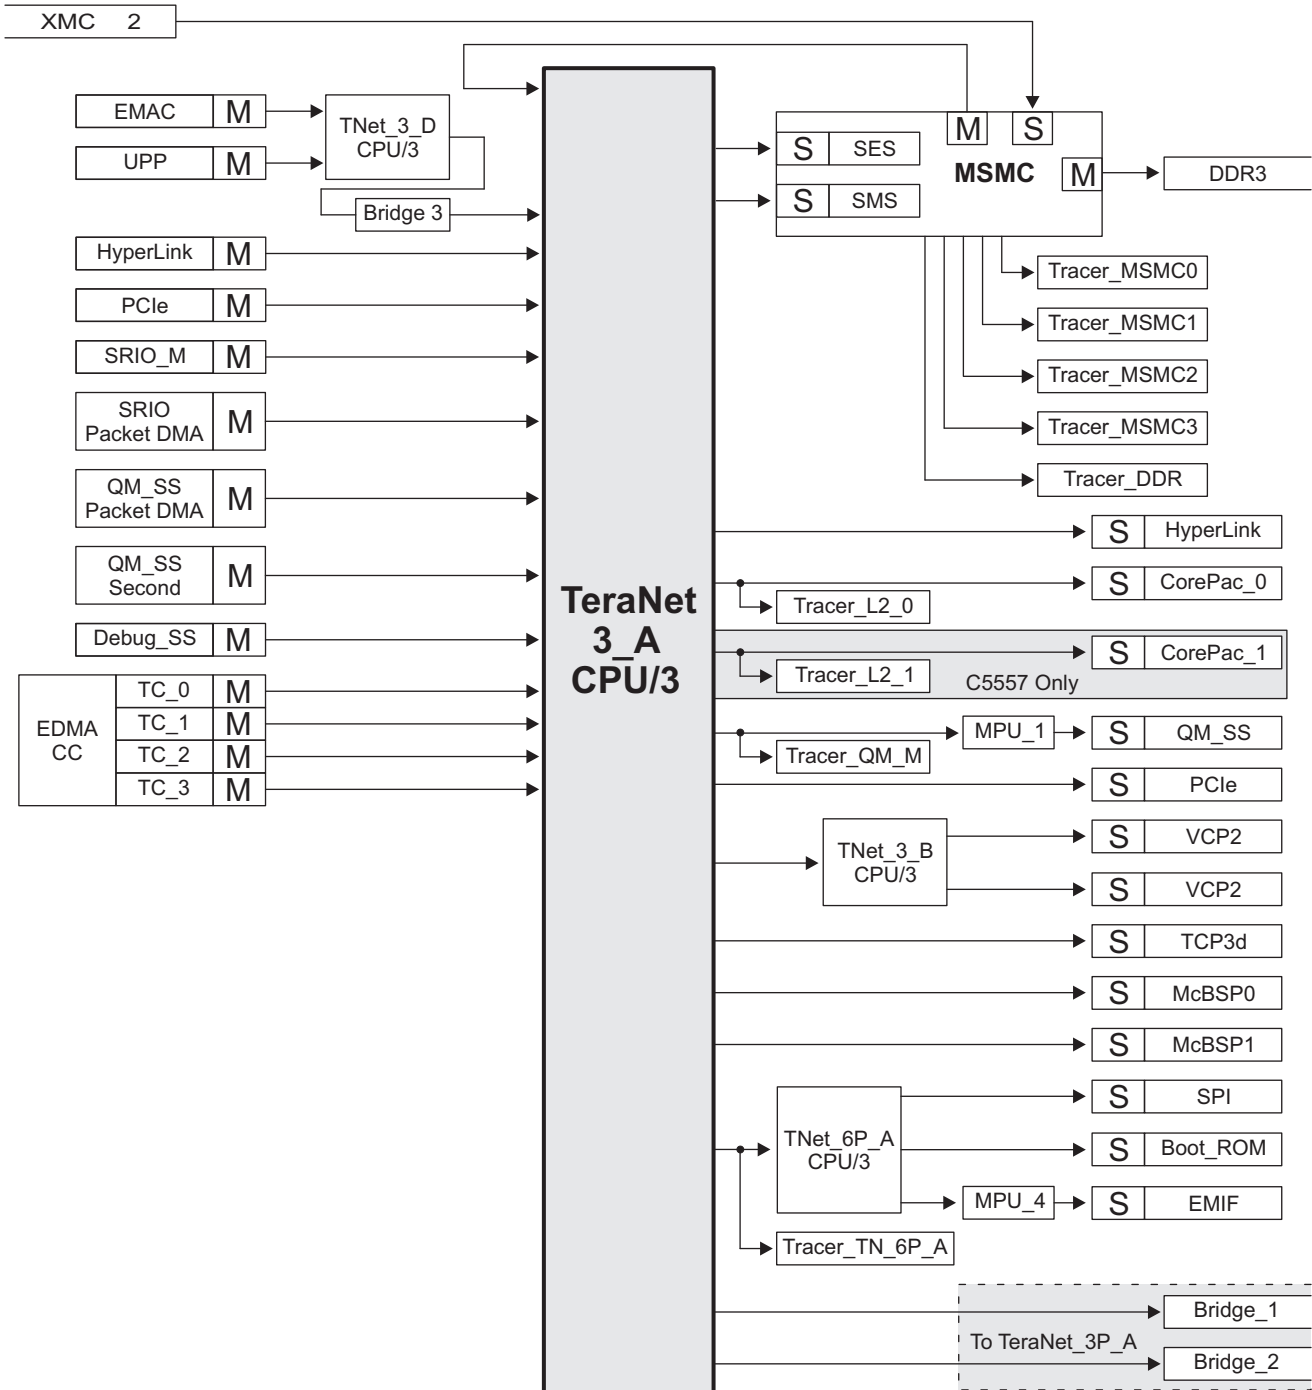 XMC 2
EMAC M
UPP M
TNet_3_D
CPU/3
Bridge 3
HyperLink M
PCIe M
SRIO_M M
SRIO
Packet DMA M
QM_SS
Packet DMA M
QM_SS
Second M
Debug_SS M
EDMA
CC
TC_0 M
TC_1 M
TC_2 M
TC_3 M
TeraNet
3_A
CPU/3
M S
S SES
MSMC M
S SMS
DDR3
Tracer_MSMC0
Tracer_MSMC1
Tracer_MSMC2
Tracer_MSMC3
Tracer_DDR
S HyperLink
S CorePac_0
Tracer_L2_0
S CorePac_1
Tracer_L2_1
C5557 Only
MPU_1 S QM_SS
Tracer_QM_M
S PCIe
TNet_3_B
CPU/3
S VCP2
S VCP2
S TCP3d
S McBSP0
S McBSP1
TNet_6P_A
CPU/3
S SPI
S Boot_ROM
MPU_4 S EMIF
Tracer_TN_6P_A
To TeraNet_3P_A
Bridge_1
Bridge_2